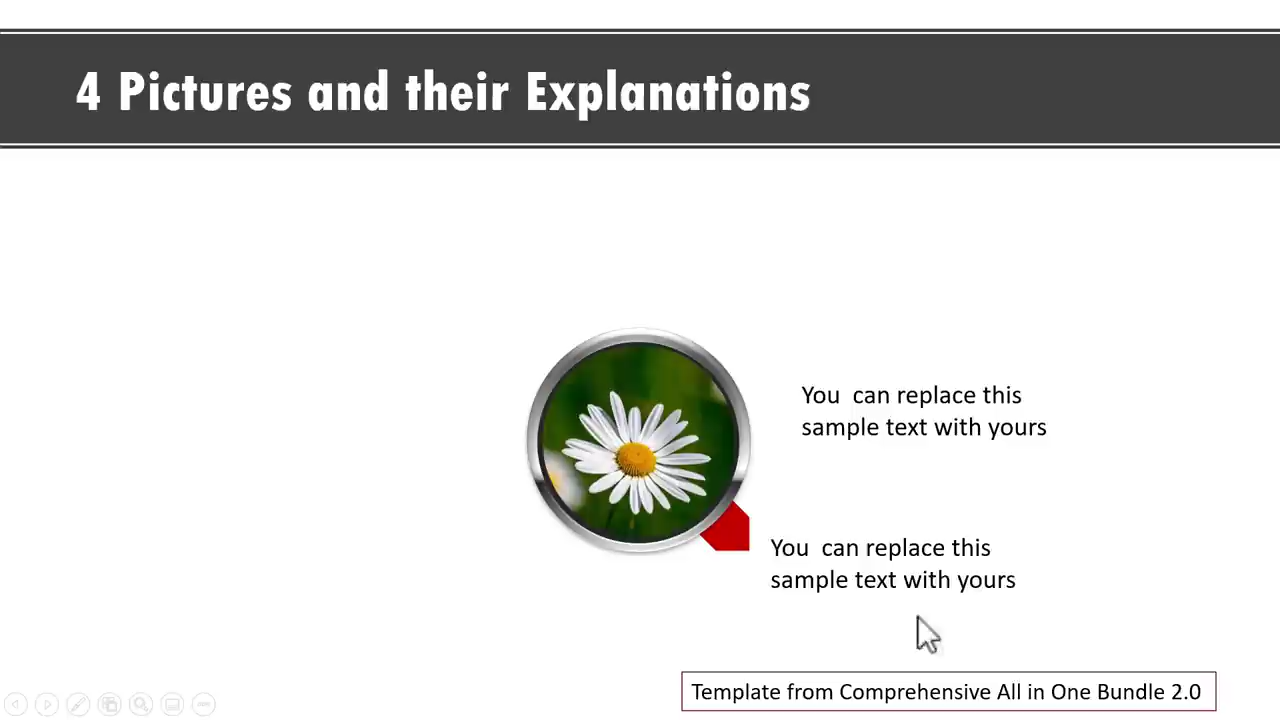 4 Pictures and their Explanations
You  can replace this
sample text with yours
You  can replace this
sample text with yours
Template from Comprehensive All in One Bundle 2.0